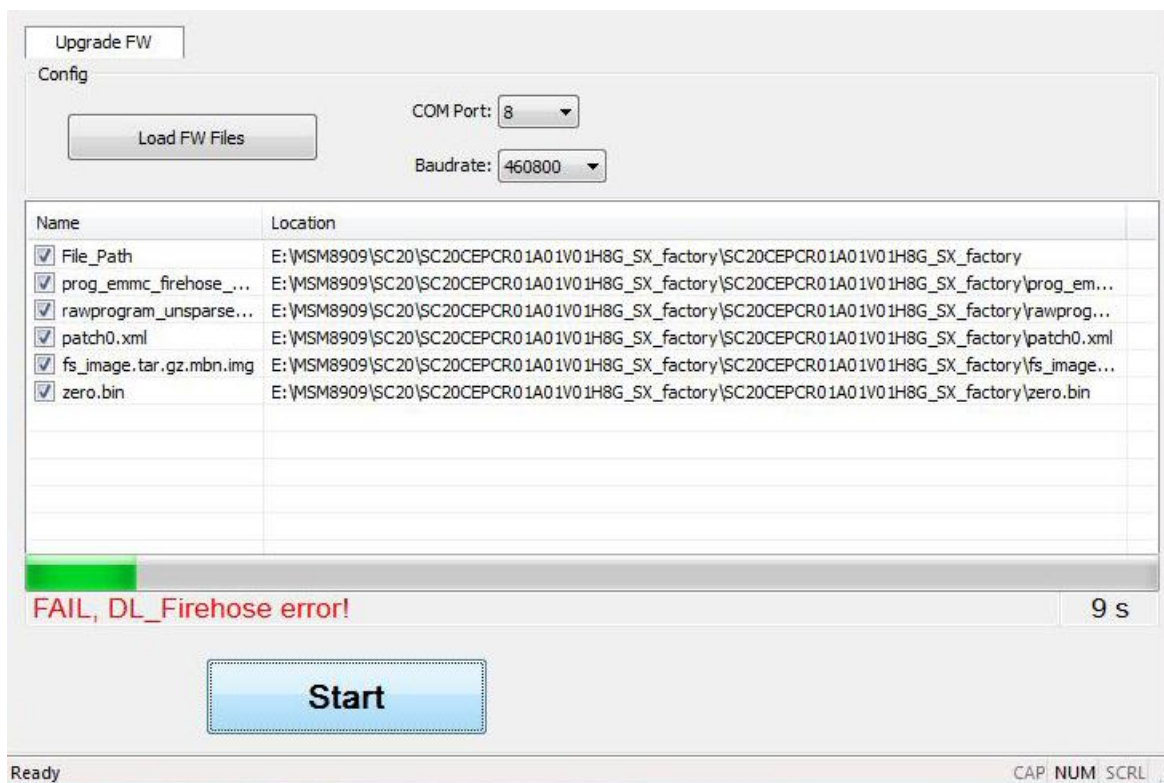 Upgrade FW
Config
Load FW Files
COM Port: 8
Baudrate: 460800
Name Location
File_Path E:\MSM8909\SC20\SC20CEPCR01A01V01H8G_SX_factory\SC20CEPCR01A01V01H8G_SX_factory
prog_emmc_firehose_... E:\MSM8909\SC20\SC20CEPCR01A01V01H8G_SX_factory\SC20CEPCR01A01V01H8G_SX_factory\prog_em...
rawprogram_unsparse... E:\MSM8909\SC20\SC20CEPCR01A01V01H8G_SX_factory\SC20CEPCR01A01V01H8G_SX_factory\rawprog...
patch0.xml E:\MSM8909\SC20\SC20CEPCR01A01V01H8G_SX_factory\SC20CEPCR01A01V01H8G_SX_factory\patch0.xml
fs_image.tar.gz.mbn.img E:\MSM8909\SC20\SC20CEPCR01A01V01H8G_SX_factory\SC20CEPCR01A01V01H8G_SX_factory\fs_image...
zero.bin E:\MSM8909\SC20\SC20CEPCR01A01V01H8G_SX_factory\SC20CEPCR01A01V01H8G_SX_factory\zero.bin
FAIL, DL_Firehose error! 9 s
Start
Ready CAP NUM SCRL